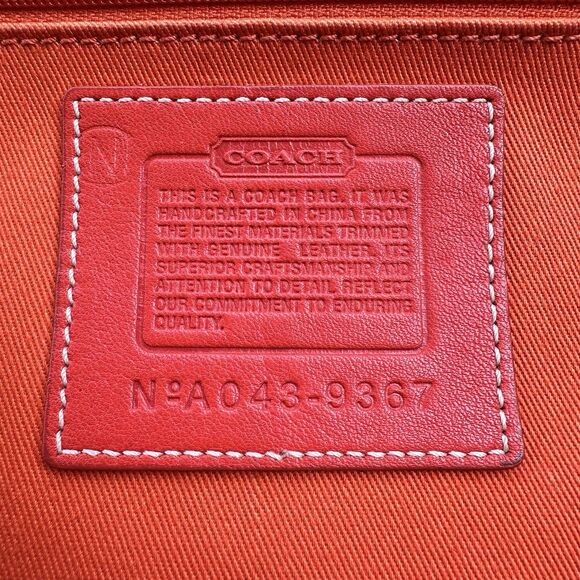 N
COACH
THIS IS A COACH BAG. IT WAS
HANDCRAFTED IN CHINA FROM
THE FINEST MATERIALS TRIMMED
WITH GENUINE LEATHER. ITS
SUPERIOR CRAFTSMANSHIP AND
ATTENTION TO DETAIL REFLECT
OUR COMMITMENT TO ENDURING
QUALITY.
NºA043-9367